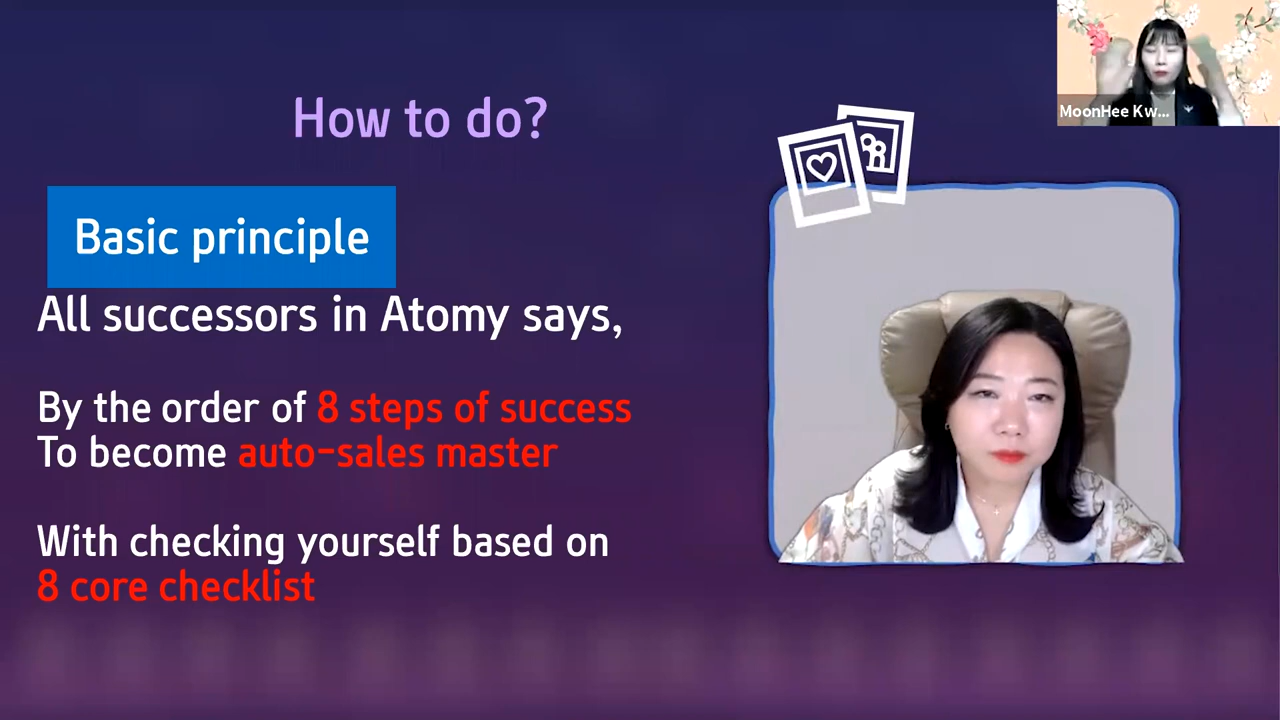 How to do?
MoonHee Kw...
Basic principle
All successors in Atomy says,
By the order of 8 steps of success
To become auto-sales master
With checking yourself based on
8 core checklist